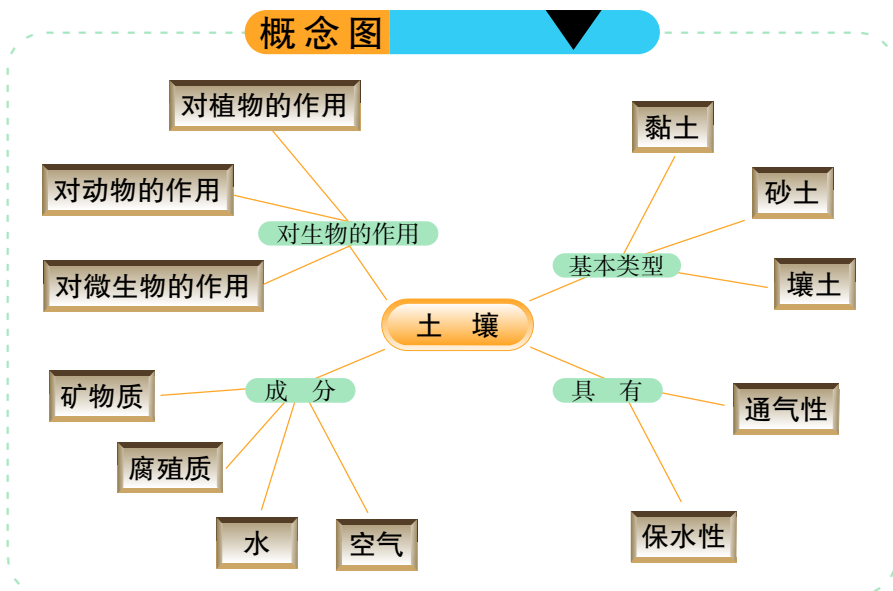 概念图
对植物的作用
对动物的作用
对生物的作用
对微生物的作用
黏土
砂土
基本类型
壤土
土 壤
矿物质
成 分
腐殖质
水
空气
具 有
通气性
保水性